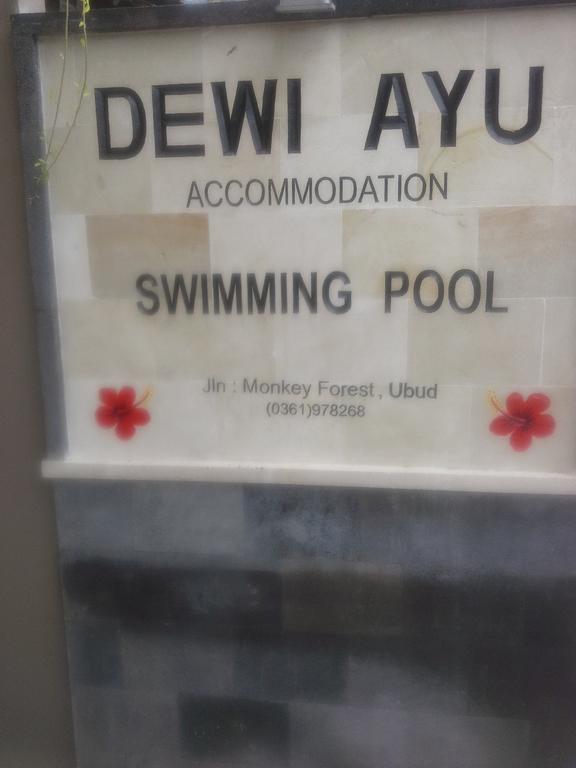 DEWI AYU
ACCOMMODATION
SWIMMING POOL
Jln : Monkey Forest, Ubud
(0361)978268